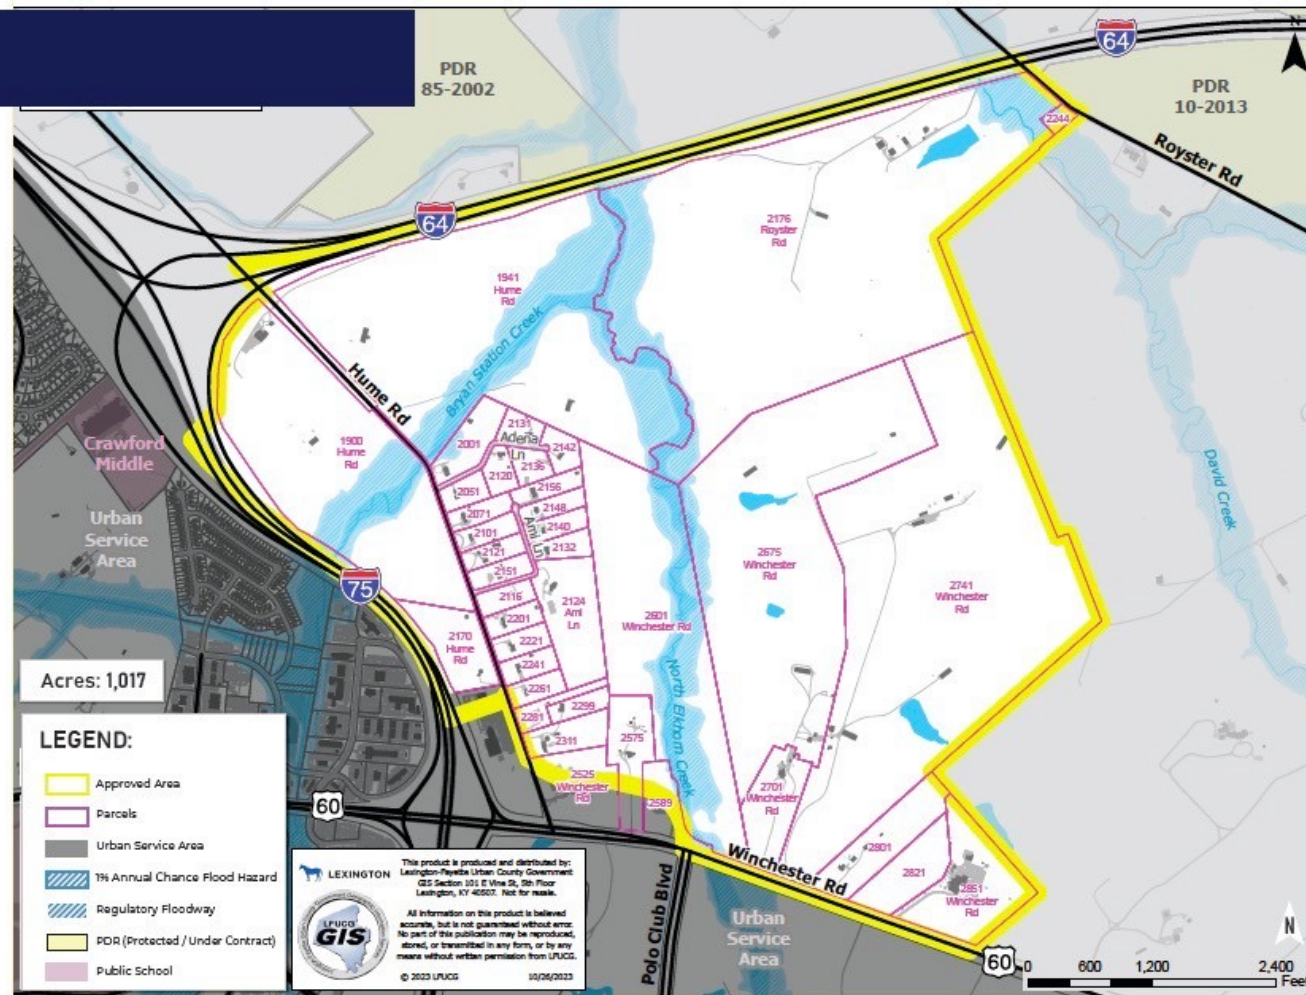 PDR
85-2002
64
N
PDR
10-2013
2244
Royster Rd
64
2176
Royster
Rd
1941
Hume
Rd
Bryan Station Creek
Hume Rd
Crawford
Middle
1900
Hume
Rd
2131
Adena
Ln
2001
2142
2136
2120
2051
2156
2071
2148
Ami Ln
2101
2140
2121
2132
2151
2116
2124
Ami
Ln
2201
2221
2241
2261
2281
2299
2311
2170
Hume
Rd
2601
Winchester Rd
2675
Winchester
Rd
2741
Winchester
Rd
David Creek
Urban
Service
Area
75
North Elkhorn Creek
2575
2525
Winchester
Rd
2589
2701
Winchester
Rd
2801
2821
2851
Winchester
Rd
Winchester Rd
Polo Club Blvd
Urban
Service
Area
60
60
Acres: 1,017
LEGEND:
Approved Area
Parcels
Urban Service Area
1% Annual Chance Flood Hazard
Regulatory Floodway
PDR (Protected / Under Contract)
Public School
LEXINGTON
LFUCG
GIS
This product is produced and distributed by:
Lexington-Fayette Urban County Government
GIS Section 101 E Vine St, 5th Floor
Lexington, KY 40507. Not for resale.
All information on this product is believed
accurate, but is not guaranteed without error.
No part of this publication may be reproduced,
stored, or transmitted in any form, or by any
means without written permission from LFUCG.
© 2023 LFUCG 10/26/2023
N
0 600 1,200 2,400
Feet